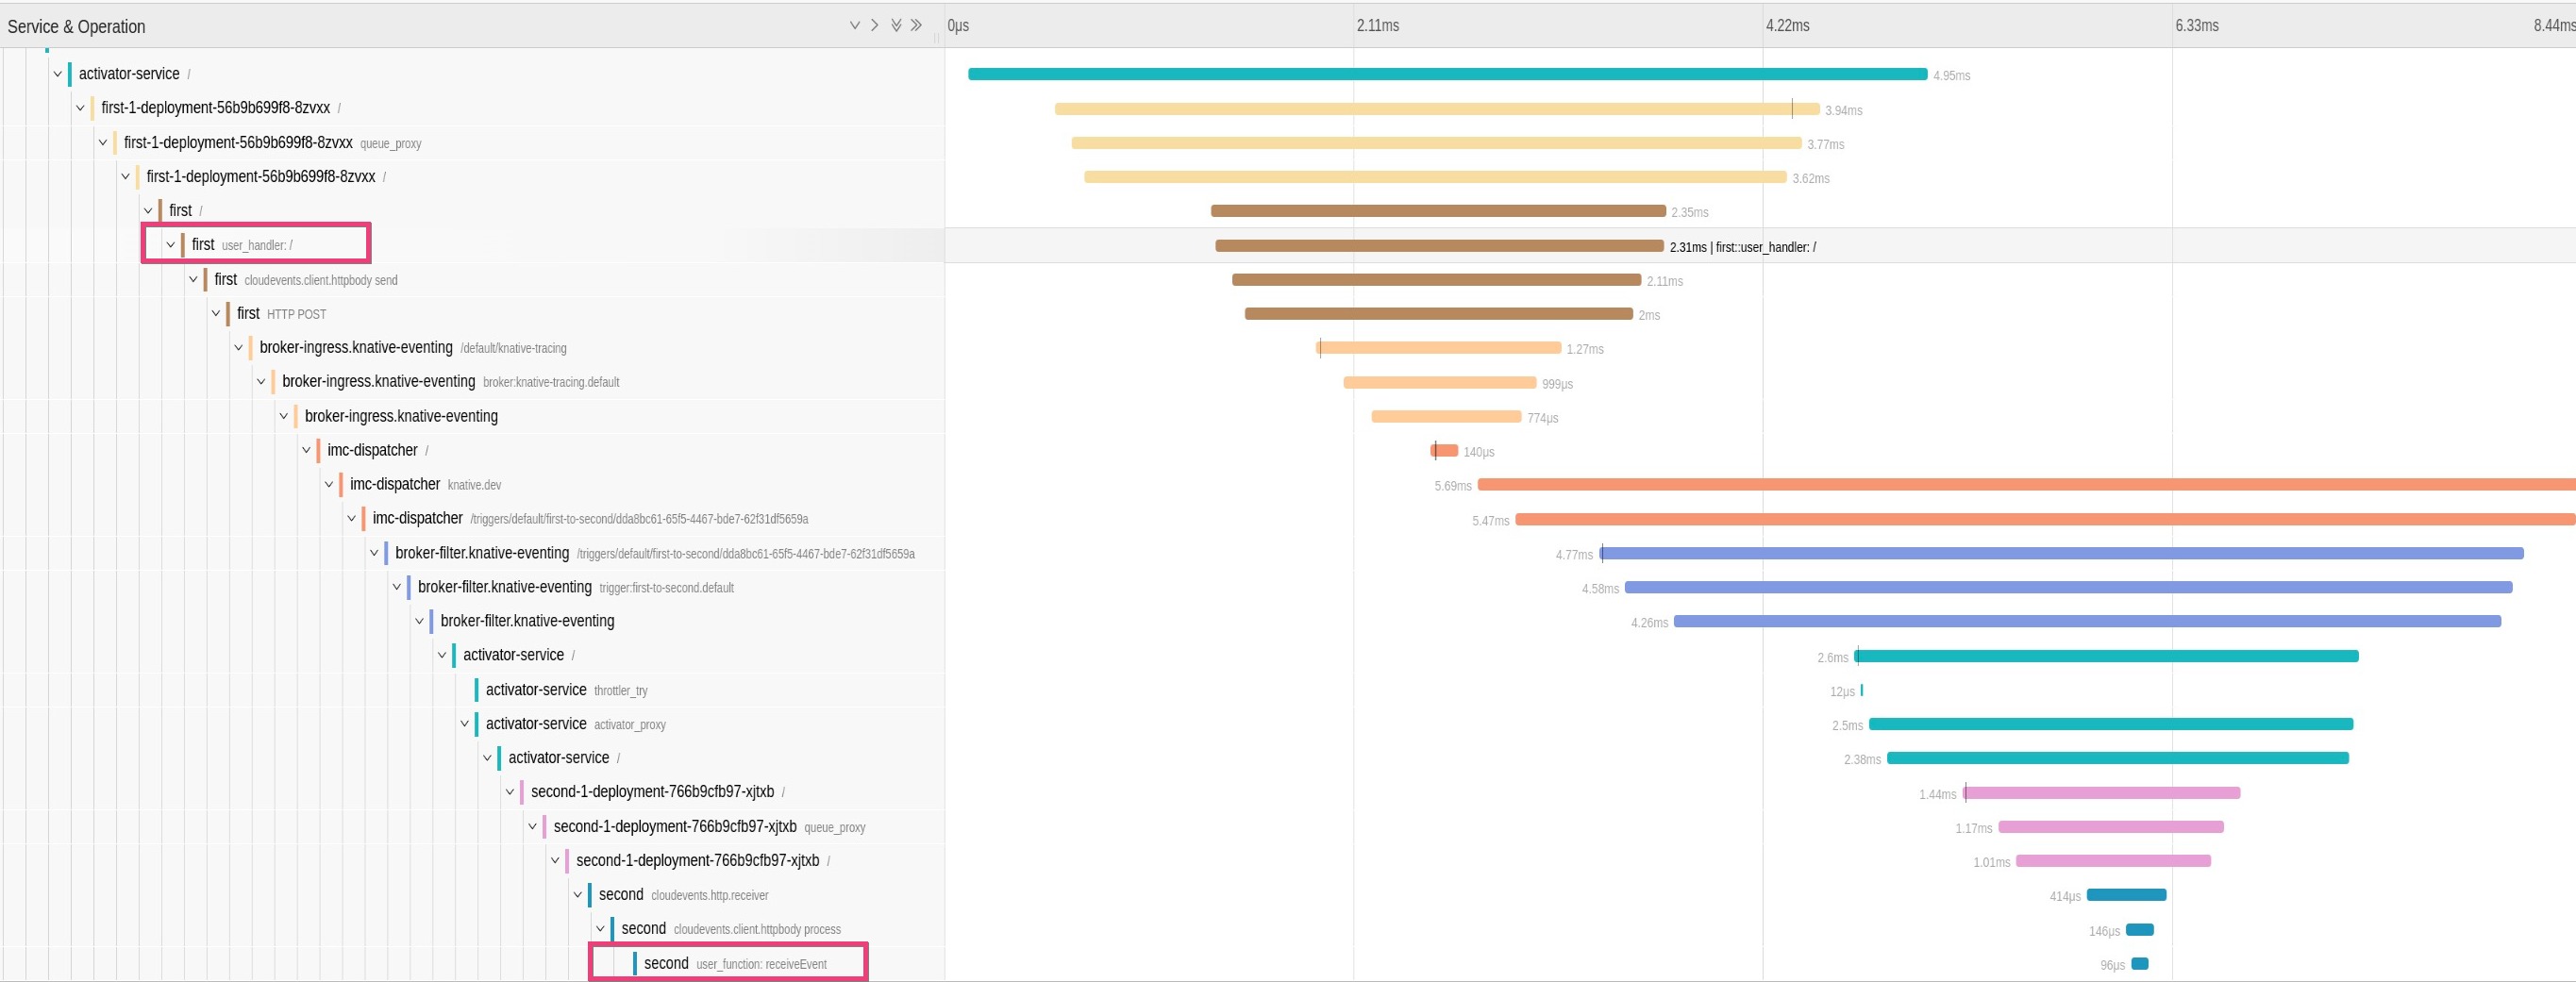 Service & Operation 0μs 2.11ms 4.22ms 6.33ms 8.44ms
activator-service / 4.95ms
first-1-deployment-56b9b699f8-8zvxx / 3.94ms
first-1-deployment-56b9b699f8-8zvxx queue_proxy 3.77ms
first-1-deployment-56b9b699f8-8zvxx / 3.62ms
first / 2.35ms
first user_handler: / 2.31ms | first::user_handler: /
first cloudevents.client.httpbody send 2.11ms
first HTTP POST 2ms
broker-ingress.knative-eventing /default/knative-tracing 1.27ms
broker-ingress.knative-eventing broker:knative-tracing.default 999μs
broker-ingress.knative-eventing 774μs
imc-dispatcher / 140μs
imc-dispatcher knative.dev 5.69ms
imc-dispatcher /triggers/default/first-to-second/dda8bc61-65f5-4467-bde7-62f31df5659a 5.47ms
broker-filter.knative-eventing /triggers/default/first-to-second/dda8bc61-65f5-4467-bde7-62f31df5659a 4.77ms
broker-filter.knative-eventing trigger:first-to-second.default 4.58ms
broker-filter.knative-eventing 4.26ms
activator-service / 2.6ms
activator-service throttler_try 12μs
activator-service activator_proxy 2.5ms
activator-service / 2.38ms
second-1-deployment-766b9cfb97-xjtxb / 1.44ms
second-1-deployment-766b9cfb97-xjtxb queue_proxy 1.17ms
second-1-deployment-766b9cfb97-xjtxb / 1.01ms
second cloudevents.http.receiver 414μs
second cloudevents.client.httpbody process 146μs
second user_function: receiveEvent 96μs